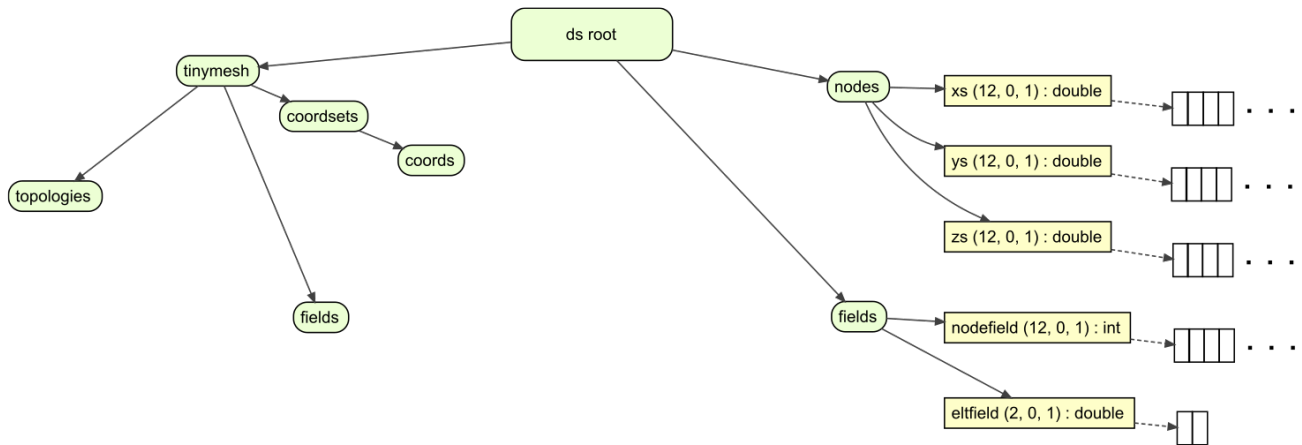 ds root
tinymesh
coordsets
coords
topologies
fields
nodes
xs (12, 0, 1) : double
. . .
ys (12, 0, 1) : double
. . .
zs (12, 0, 1) : double
. . .
fields
nodefield (12, 0, 1) : int
. . .
eltfield (2, 0, 1) : double